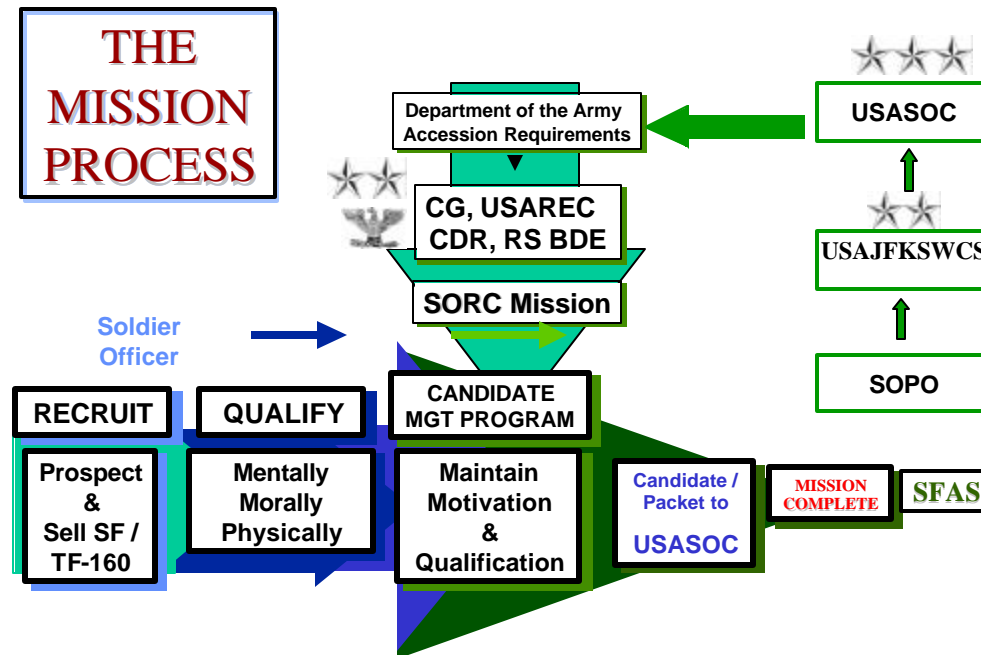 THE
MISSION
PROCESS
Department of the Army
Accession Requirements
USASOC
CG, USAREC
CDR, RS BDE
USAJFKSWCS
SORC Mission
Soldier
Officer
SOPO
RECRUIT
QUALIFY
CANDIDATE
MGT PROGRAM
Prospect
&
Sell SF /
TF-160
Mentally
Morally
Physically
Maintain
Motivation
&
Qualification
Candidate /
Packet to
USASOC
MISSION
COMPLETE
SFAS